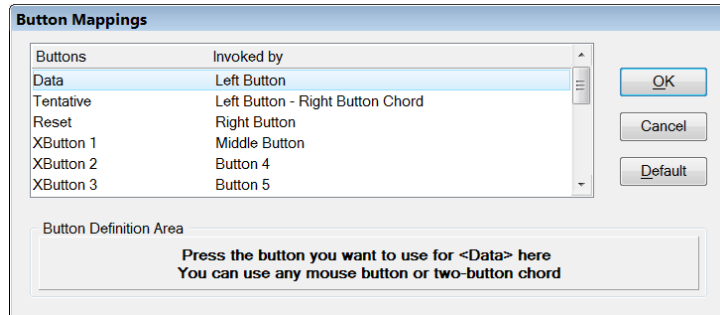 Button Mappings
Buttons Invoked by
Data Left Button
Tentative Left Button - Right Button Chord
Reset Right Button
XButton 1 Middle Button
XButton 2 Button 4
XButton 3 Button 5
OK
Cancel
Default
Button Definition Area
Press the button you want to use for <Data> here
You can use any mouse button or two-button chord